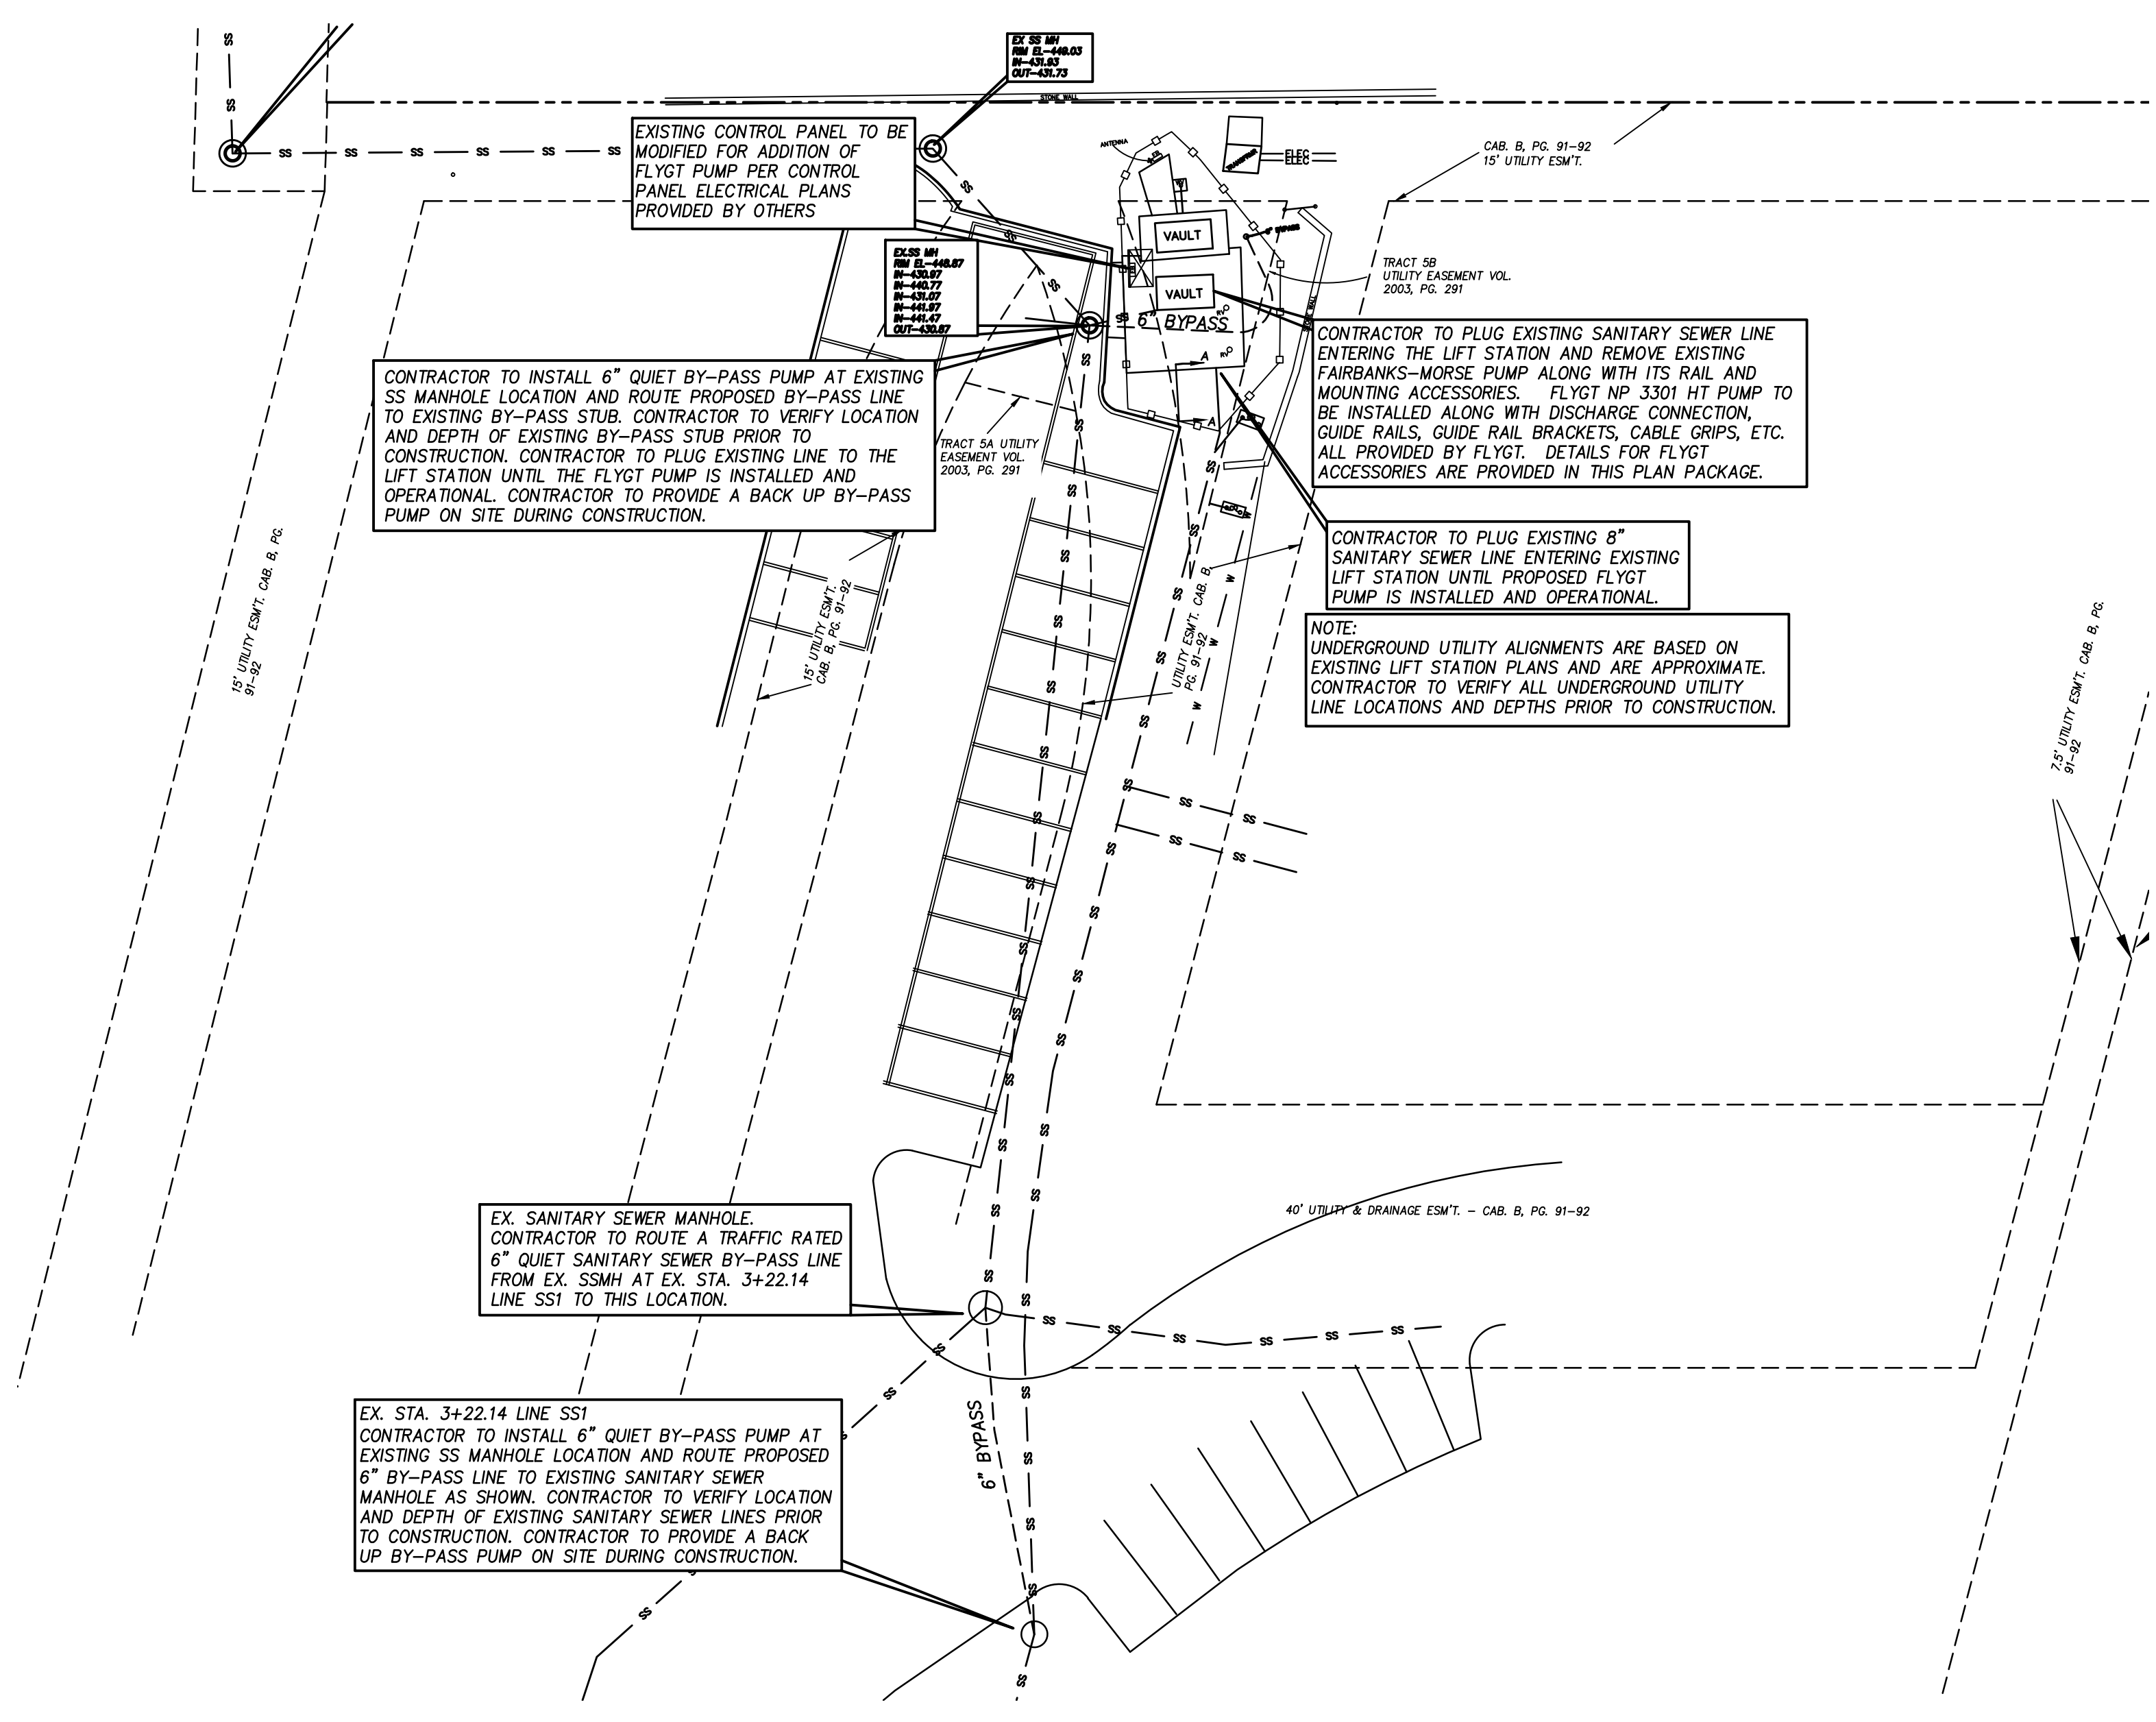 EX SS MH
RIM EL-449.03
IN-431.93
OUT-431.73
STONE WALL
EXISTING CONTROL PANEL TO BE
MODIFIED FOR ADDITION OF
FLYGT PUMP PER CONTROL
PANEL ELECTRICAL PLANS
PROVIDED BY OTHERS
ANTENNA
ELEC
ELEC
CAB. B, PG. 91-92
15' UTILITY ESM'T.
VAULT
VAULT
TRACT 5B
UTILITY EASEMENT VOL.
2003, PG. 291
EX.SS MH
RIM EL-448.87
IN-430.97
IN-440.77
IN-431.07
IN-441.97
IN-441.47
OUT-430.87
6" BYPASS
RV
RV
A
A
STONE WALL
CONTRACTOR TO INSTALL 6" QUIET BY-PASS PUMP AT EXISTING
SS MANHOLE LOCATION AND ROUTE PROPOSED BY-PASS LINE
TO EXISTING BY-PASS STUB. CONTRACTOR TO VERIFY LOCATION
AND DEPTH OF EXISTING BY-PASS STUB PRIOR TO
CONSTRUCTION. CONTRACTOR TO PLUG EXISTING LINE TO THE
LIFT STATION UNTIL THE FLYGT PUMP IS INSTALLED AND
OPERATIONAL. CONTRACTOR TO PROVIDE A BACK UP BY-PASS
PUMP ON SITE DURING CONSTRUCTION.
TRACT 5A UTILITY
EASEMENT VOL.
2003, PG. 291
CONTRACTOR TO PLUG EXISTING SANITARY SEWER LINE
ENTERING THE LIFT STATION AND REMOVE EXISTING
FAIRBANKS-MORSE PUMP ALONG WITH ITS RAIL AND
MOUNTING ACCESSORIES. FLYGT NP 3301 HT PUMP TO
BE INSTALLED ALONG WITH DISCHARGE CONNECTION,
GUIDE RAILS, GUIDE RAIL BRACKETS, CABLE GRIPS, ETC.
ALL PROVIDED BY FLYGT. DETAILS FOR FLYGT
ACCESSORIES ARE PROVIDED IN THIS PLAN PACKAGE.
CONTRACTOR TO PLUG EXISTING 8"
SANITARY SEWER LINE ENTERING EXISTING
LIFT STATION UNTIL PROPOSED FLYGT
PUMP IS INSTALLED AND OPERATIONAL.
NOTE:
UNDERGROUND UTILITY ALIGNMENTS ARE BASED ON
EXISTING LIFT STATION PLANS AND ARE APPROXIMATE.
CONTRACTOR TO VERIFY ALL UNDERGROUND UTILITY
LINE LOCATIONS AND DEPTHS PRIOR TO CONSTRUCTION.
15' UTILITY ESM'T. CAB. B, PG.
91-92
15' UTILITY ESM'T.
CAB. B, PG. 91-92
UTILITY ESM'T. CAB. B,
PG. 91-92
7.5' UTILITY ESM'T. CAB. B, PG.
91-92
40' UTILITY & DRAINAGE ESM'T. - CAB. B, PG. 91-92
EX. SANITARY SEWER MANHOLE.
CONTRACTOR TO ROUTE A TRAFFIC RATED
6" QUIET SANITARY SEWER BY-PASS LINE
FROM EX. SSMH AT EX. STA. 3+22.14
LINE SS1 TO THIS LOCATION.
6" BYPASS
EX. STA. 3+22.14 LINE SS1
CONTRACTOR TO INSTALL 6" QUIET BY-PASS PUMP AT
EXISTING SS MANHOLE LOCATION AND ROUTE PROPOSED
6" BY-PASS LINE TO EXISTING SANITARY SEWER
MANHOLE AS SHOWN. CONTRACTOR TO VERIFY LOCATION
AND DEPTH OF EXISTING SANITARY SEWER LINES PRIOR
TO CONSTRUCTION. CONTRACTOR TO PROVIDE A BACK
UP BY-PASS PUMP ON SITE DURING CONSTRUCTION.